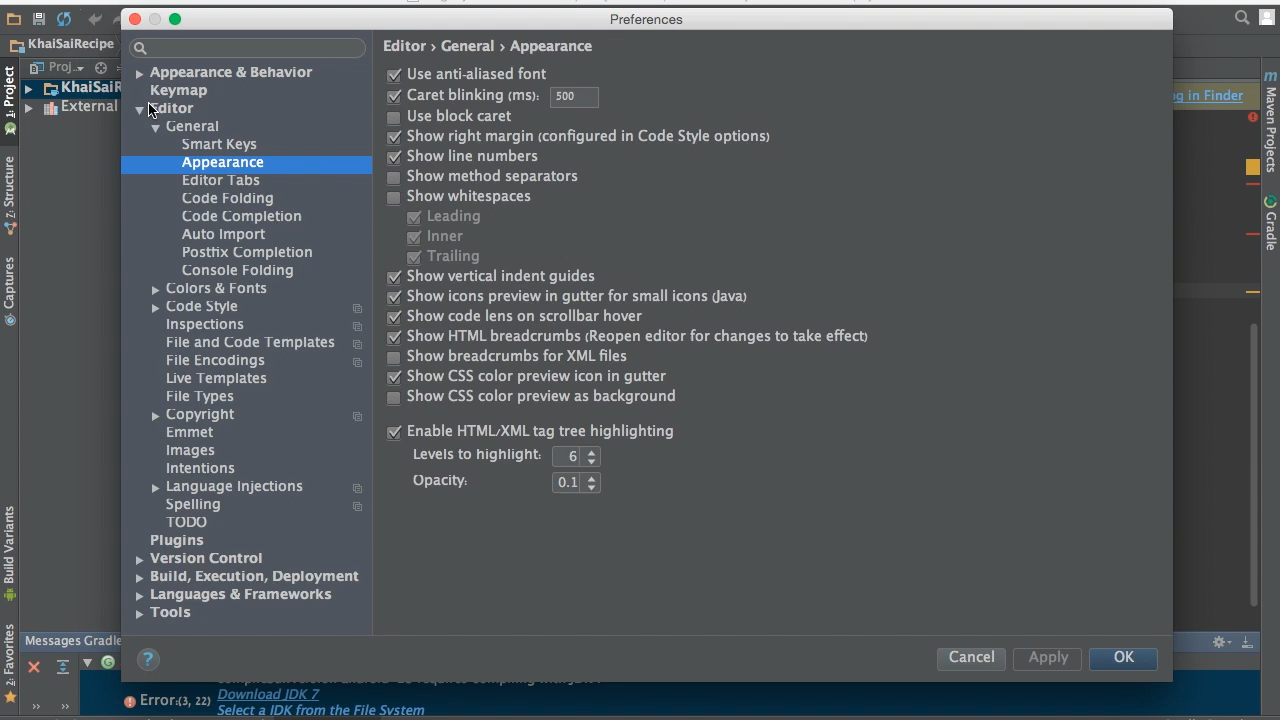 Preferences
KhaiSaiRecipe
Proj..
1: Project
KhaiSaiR
External
Z: Structure
Captures
Build Variants
2: Favorites
Appearance & Behavior
Keymap
Editor
General
Smart Keys
Appearance
Editor Tabs
Code Folding
Code Completion
Auto Import
Postfix Completion
Console Folding
Colors & Fonts
Code Style
Inspections
File and Code Templates
File Encodings
Live Templates
File Types
Copyright
Emmet
Images
Intentions
Language Injections
Spelling
TODO
Plugins
Version Control
Build, Execution, Deployment
Languages & Frameworks
Tools
Editor › General › Appearance
Use anti-aliased font
Caret blinking (ms): 500
Use block caret
Show right margin (configured in Code Style options)
Show line numbers
Show method separators
Show whitespaces
Leading
Inner
Trailing
Show vertical indent guides
Show icons preview in gutter for small icons (Java)
Show code lens on scrollbar hover
Show HTML breadcrumbs (Reopen editor for changes to take effect)
Show breadcrumbs for XML files
Show CSS color preview icon in gutter
Show CSS color preview as background
Enable HTML/XML tag tree highlighting
Levels to highlight: 6
Opacity: 0.1
? Cancel Apply OK
g in Finder
Maven Projects
Gradle
Messages Gradle
Error:(3, 22)
Download JDK 7
Select a JDK from the File System